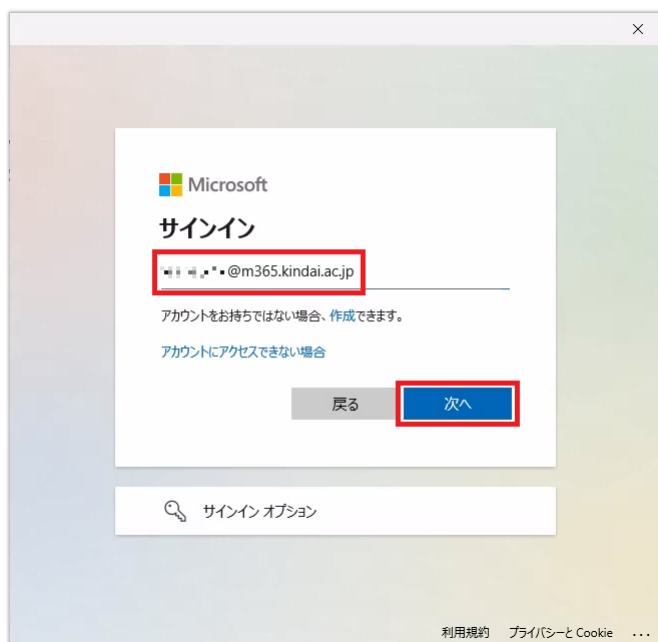 Microsoft
サインイン
@m365.kindai.ac.jp
アカウントをお持ちではない場合、作成できます。
アカウントにアクセスできない場合
戻る
次へ
サインイン オプション
利用規約 プライバシーと Cookie ...